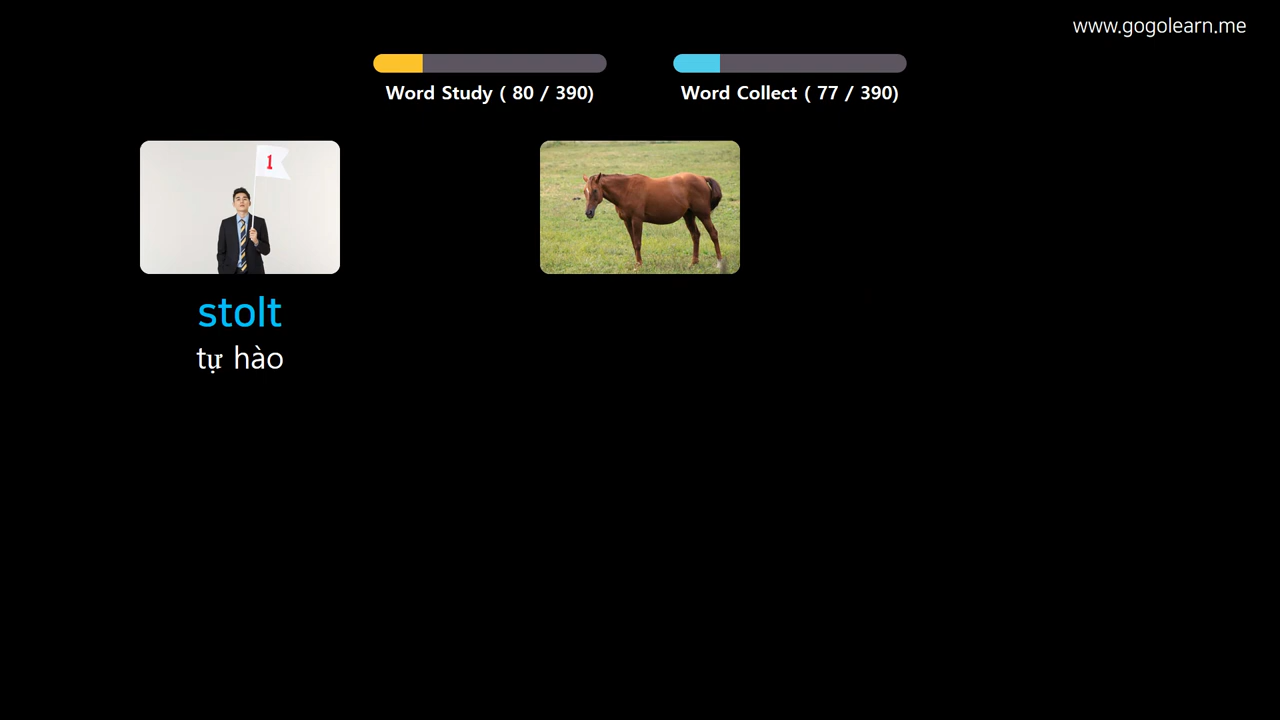 www.gogolearn.me
Word Study ( 80 / 390)
Word Collect ( 77 / 390)
1
stolt
tự hào